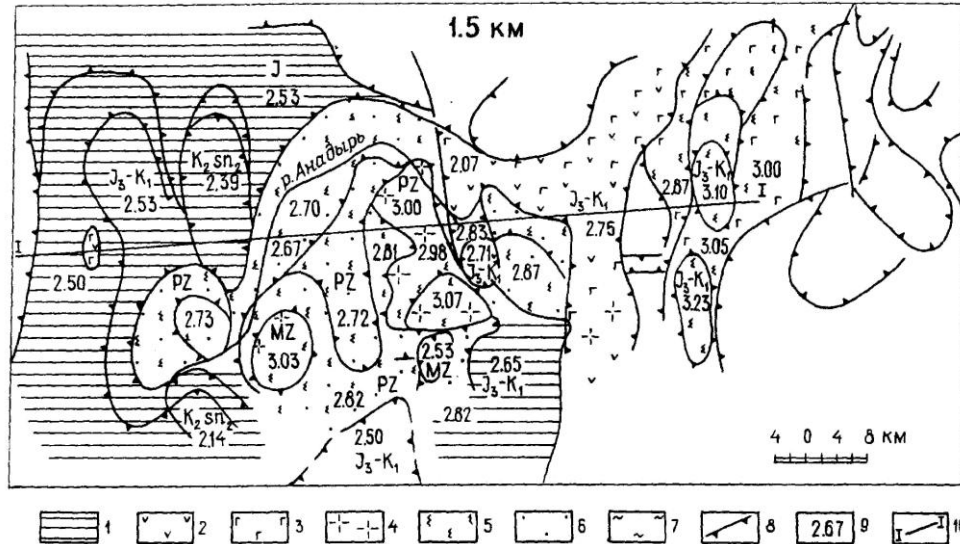 1.5 км
J
2.53
K₂sn₂
2.39
J₃-K₁
2.53
р. Анадырь
2.07
PZ
3.00
J₃-K₁
2.87
J₃-K₁
3.10
3.00
I
2.70
2.67
2.81
2.98
2.83
2.71
J₃-K₁
2.87
2.75
3.05
I
2.50
PZ
2.73
PZ
2.72
3.07
J₃-K₁
3.23
MZ
3.03
2.53
MZ
2.65
J₃-K₁
PZ
2.82
2.82
K₂sn₂
2.14
2.50
J₃-K₁
4 0 4 8 км
1 2 3 4 5 6 7 8 2.67 9 I I 10